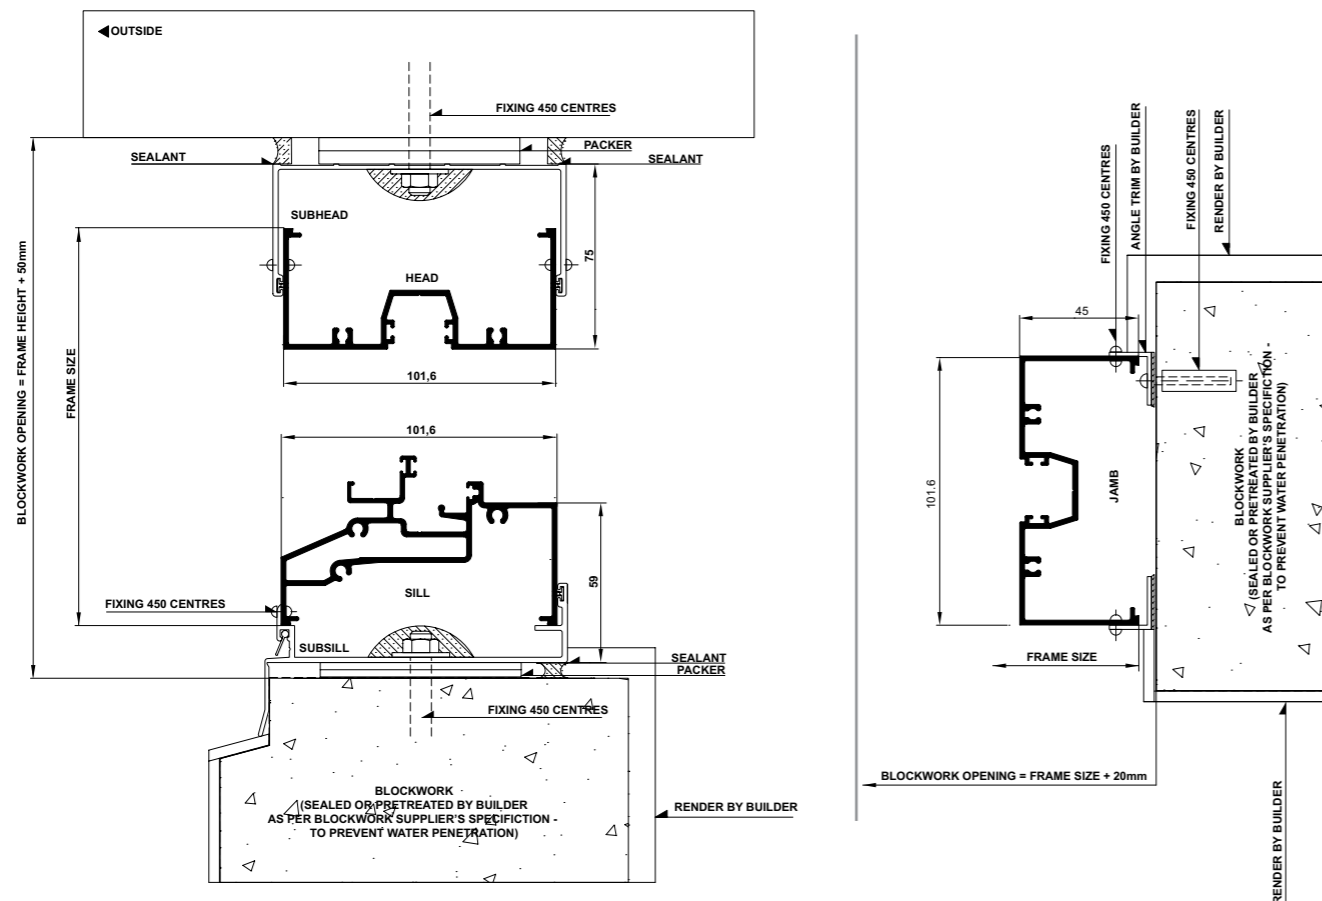 OUTSIDE
FIXING 450 CENTRES
PACKER
SEALANT
SEALANT
SUBHEAD
HEAD
75
101,6
BLOCKWORK OPENING = FRAME HEIGHT + 50mm
FRAME SIZE
101,6
59
SILL
FIXING 450 CENTRES
SUBSILL
SEALANT
PACKER
FIXING 450 CENTRES
BLOCKWORK
(SEALED OR PRETREATED BY BUILDER
AS PER BLOCKWORK SUPPLIER'S SPECIFICTION -
TO PREVENT WATER PENETRATION)
RENDER BY BUILDER
FIXING 450 CENTRES
ANGLE TRIM BY BUILDER
FIXING 450 CENTRES
RENDER BY BUILDER
45
101.6
JAMB
BLOCKWORK
(SEALED OR PRETREATED BY BUILDER
AS PER BLOCKWORK SUPPLIER'S SPECIFICTION -
TO PREVENT WATER PENETRATION)
FRAME SIZE
BLOCKWORK OPENING = FRAME SIZE + 20mm
RENDER BY BUILDER